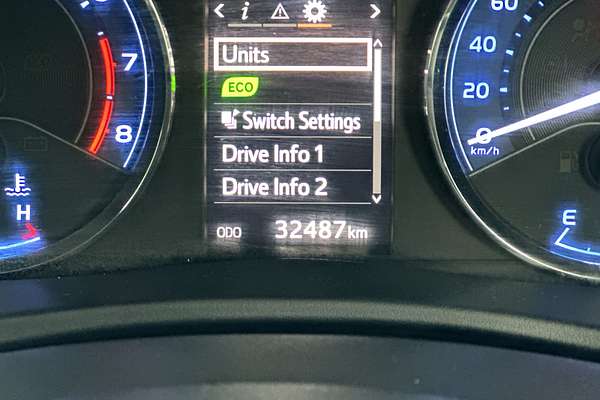 i
Units
ECO
Switch Settings
Drive Info 1
Drive Info 2
ODO 32487 km
7
8
H
60
40
20
0
km/h
E